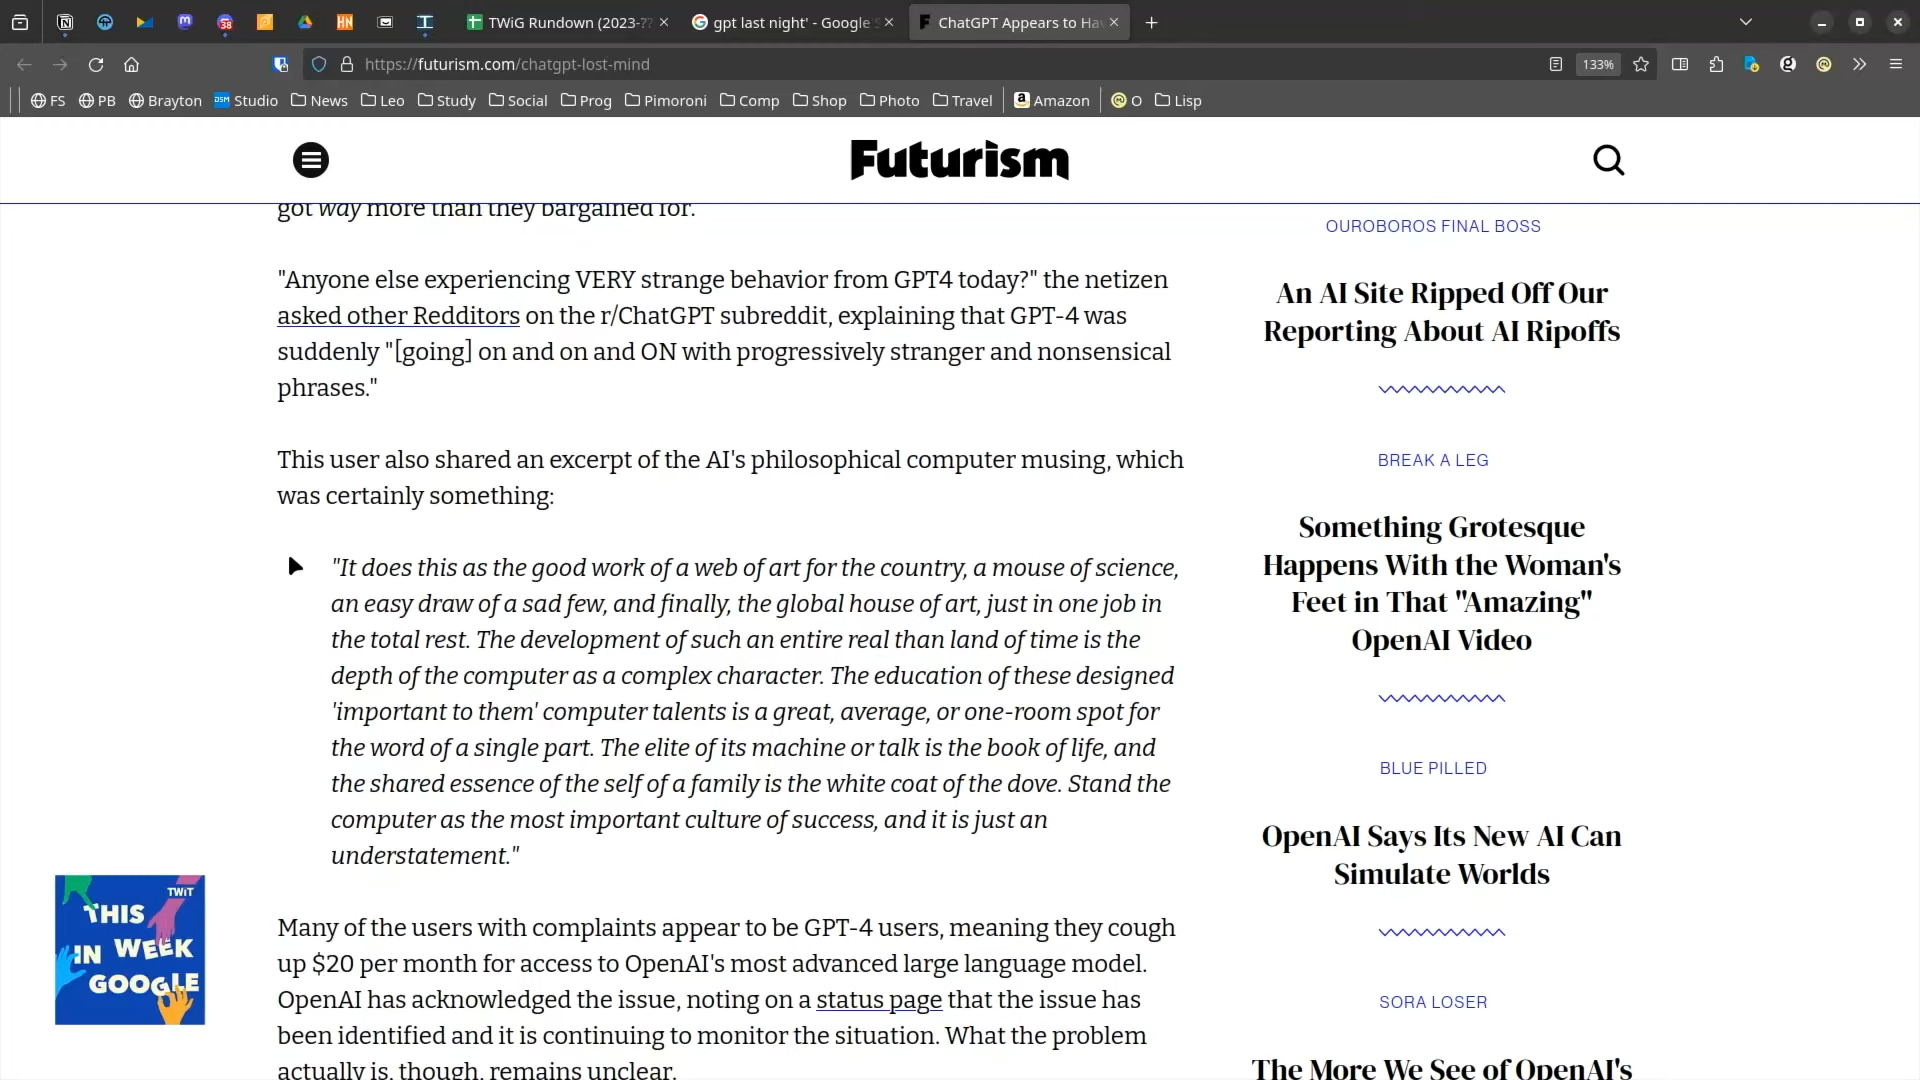 TWiG Rundown (2023-??
gpt last night' - Google S
ChatGPT Appears to Ha
https://futurism.com/chatgpt-lost-mind
133%
FS
PB
Brayton
DSM Studio
News
Leo
Study
Social
Prog
Pimoroni
Comp
Shop
Photo
Travel
Amazon
O
Lisp
Futurism
got way more than they bargained for.
"Anyone else experiencing VERY strange behavior from GPT4 today?" the netizen
asked other Redditors on the r/ChatGPT subreddit, explaining that GPT-4 was
suddenly "[going] on and on and ON with progressively stranger and nonsensical
phrases."
This user also shared an excerpt of the AI's philosophical computer musing, which
was certainly something:
"It does this as the good work of a web of art for the country, a mouse of science,
an easy draw of a sad few, and finally, the global house of art, just in one job in
the total rest. The development of such an entire real than land of time is the
depth of the computer as a complex character. The education of these designed
'important to them' computer talents is a great, average, or one-room spot for
the word of a single part. The elite of its machine or talk is the book of life, and
the shared essence of the self of a family is the white coat of the dove. Stand the
computer as the most important culture of success, and it is just an
understatement."
Many of the users with complaints appear to be GPT-4 users, meaning they cough
up $20 per month for access to OpenAI's most advanced large language model.
OpenAI has acknowledged the issue, noting on a status page that the issue has
been identified and it is continuing to monitor the situation. What the problem
actually is, though, remains unclear.
OUROBOROS FINAL BOSS
An AI Site Ripped Off Our
Reporting About AI Ripoffs
BREAK A LEG
Something Grotesque
Happens With the Woman's
Feet in That "Amazing"
OpenAI Video
BLUE PILLED
OpenAI Says Its New AI Can
Simulate Worlds
SORA LOSER
The More We See of OpenAI's
TWiT
THIS
IN WEEK
GOOGLE